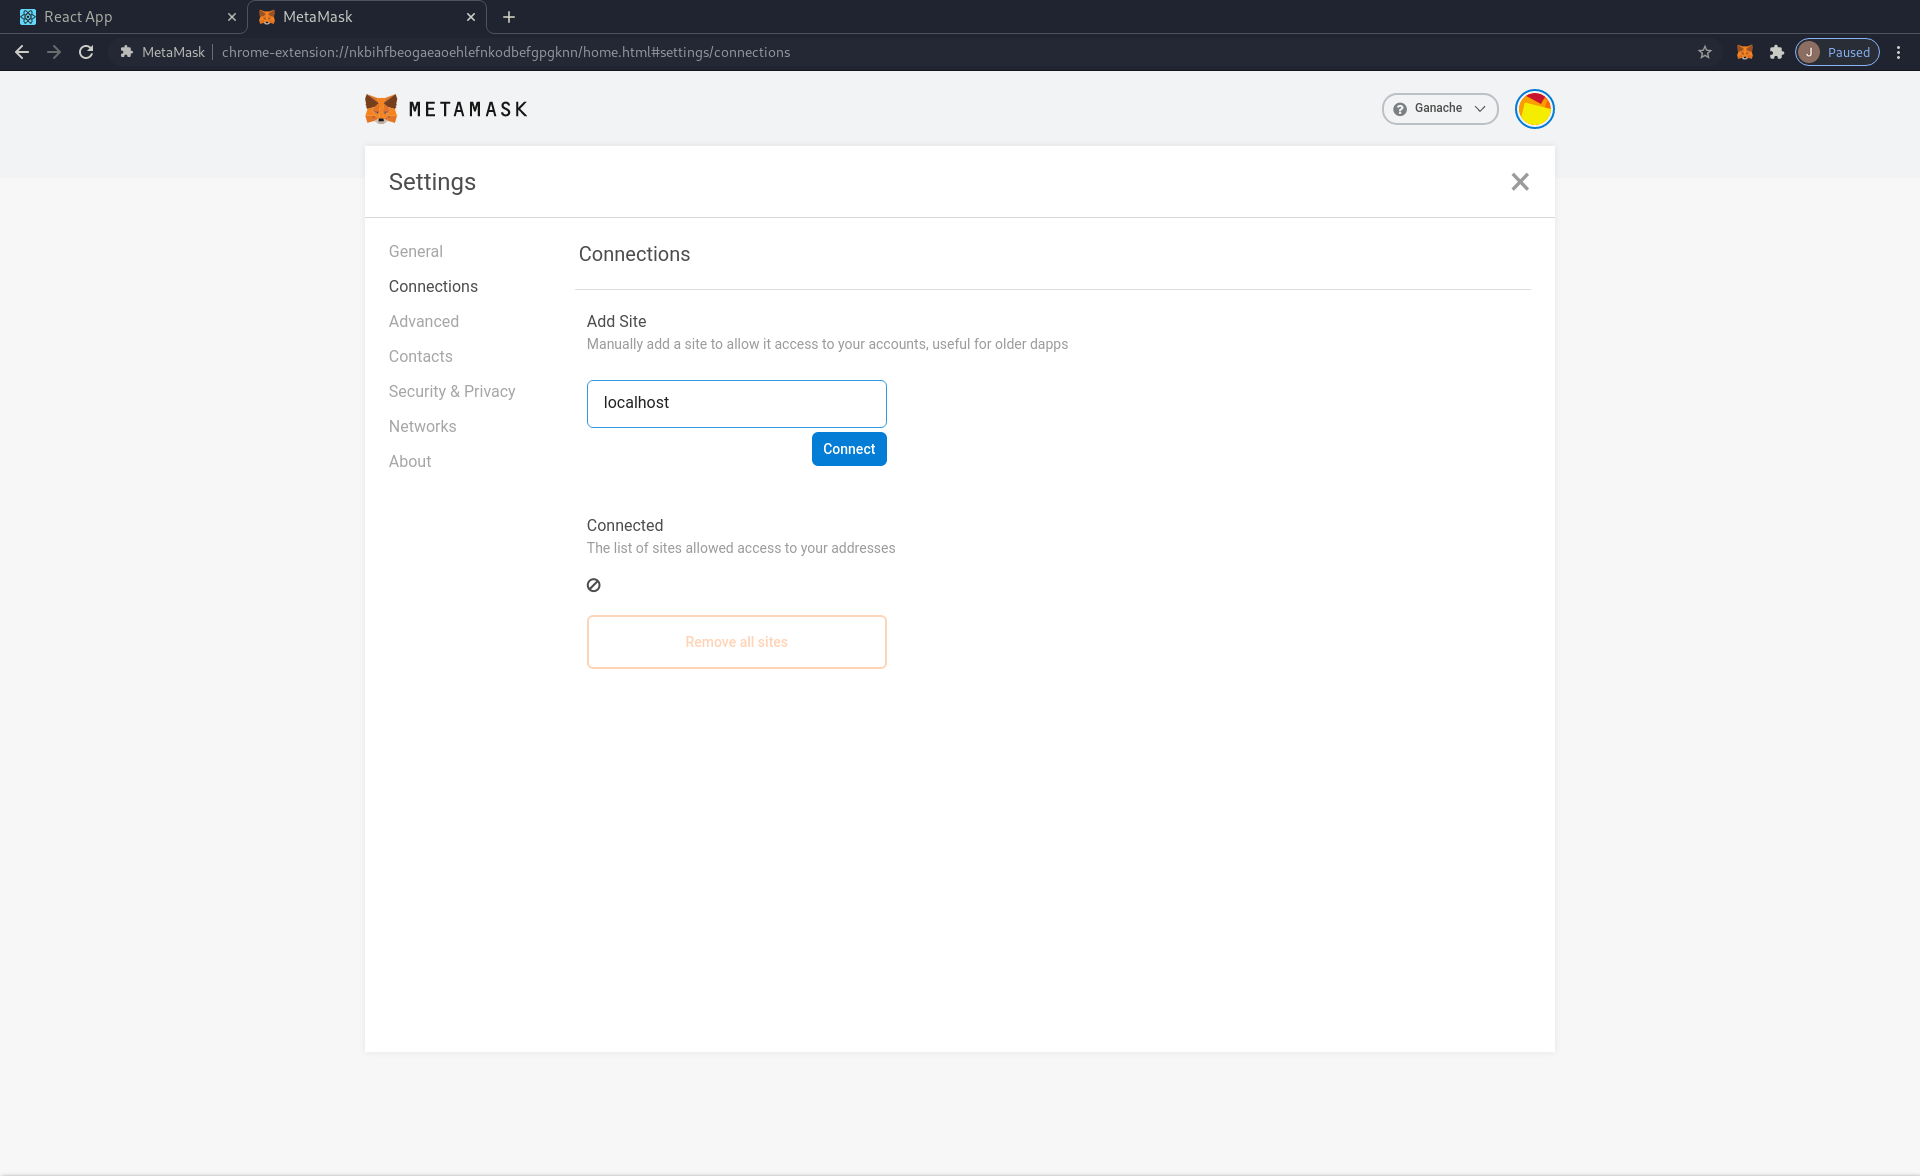 React App
MetaMask
MetaMask
chrome-extension://nkbihfbeogaeaoehlefnkodbefgpgknn/home.html#settings/connections
J
Paused
METAMASK
? Ganache
Settings
General
Connections
Advanced
Contacts
Security & Privacy
Networks
About
Connections
Add Site
Manually add a site to allow it access to your accounts, useful for older dapps
localhost
Connect
Connected
The list of sites allowed access to your addresses
Remove all sites